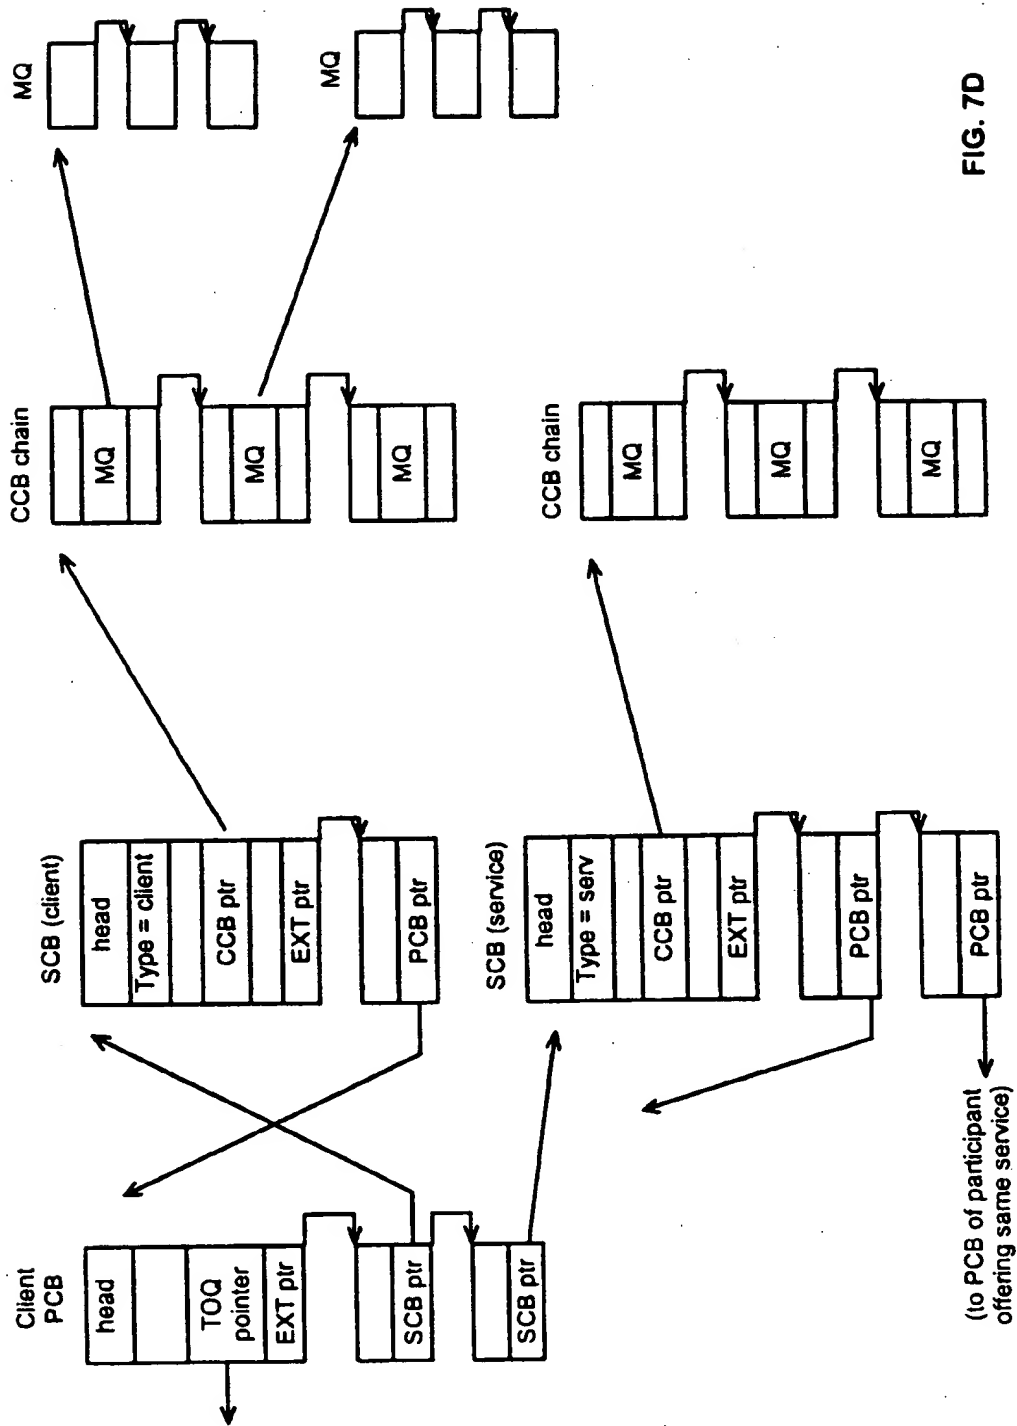 Client
PCB
head
TOQ
pointer
EXT ptr
SCB ptr
SCB ptr
SCB (client)
head
Type = client
CCB ptr
EXT ptr
PCB ptr
SCB (service)
head
Type = serv
CCB ptr
EXT ptr
PCB ptr
PCB ptr
(to PCB of participant
offering same service)
CCB chain
MQ
MQ
MQ
CCB chain
MQ
MQ
MQ
MQ
MQ
FIG. 7D